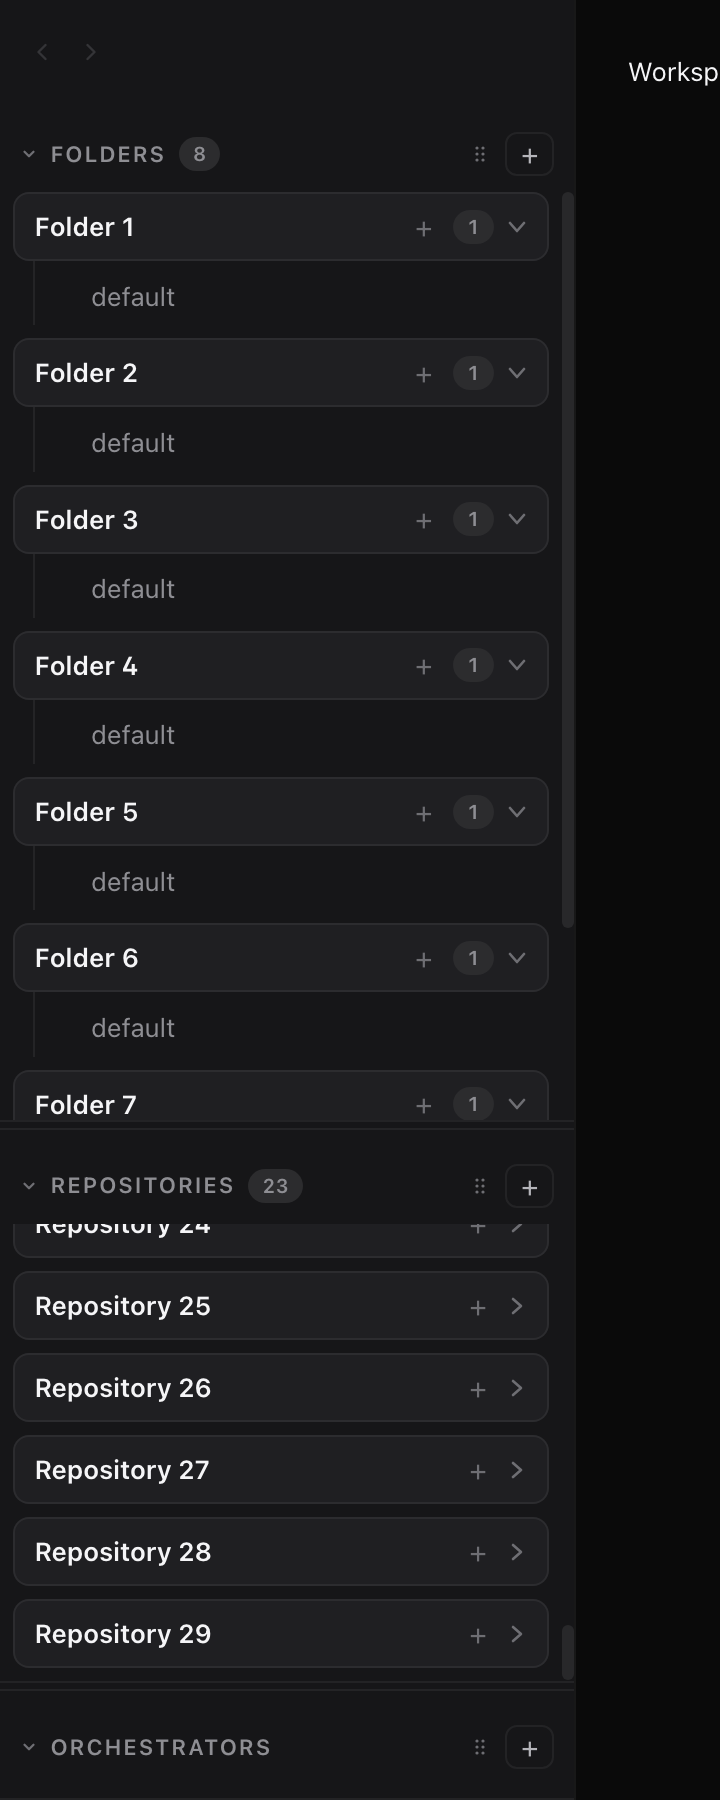 Worksp
FOLDERS 8 +
Folder 1 + 1
default
Folder 2 + 1
default
Folder 3 + 1
default
Folder 4 + 1
default
Folder 5 + 1
default
Folder 6 + 1
default
Folder 7 + 1
REPOSITORIES 23 +
Repository 24 +
Repository 25 +
Repository 26 +
Repository 27 +
Repository 28 +
Repository 29 +
ORCHESTRATORS +